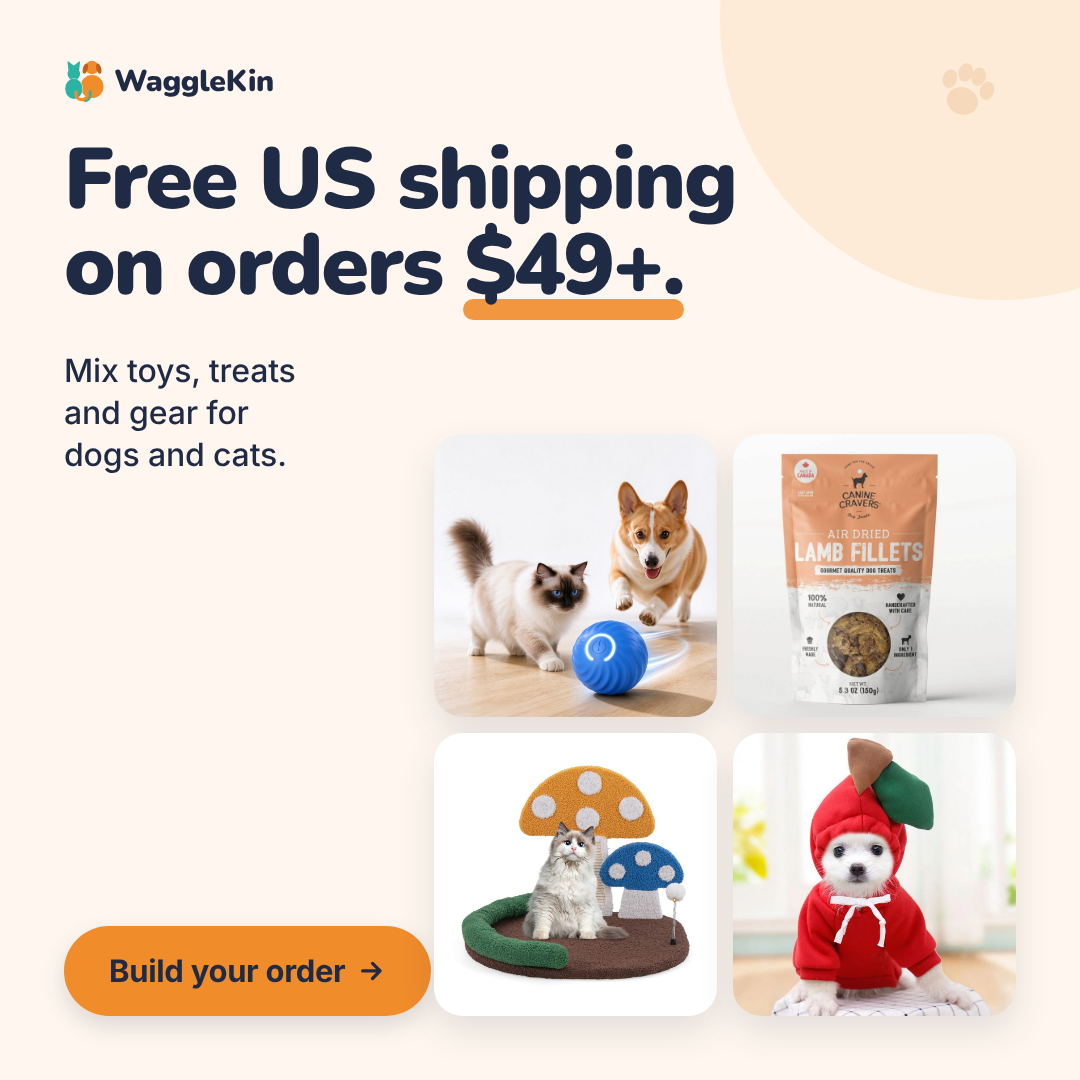 WaggleKin
Free US shipping
on orders $49+.
Mix toys, treats
and gear for
dogs and cats.
CANADA
CANINE
CRAVERS
AIR DRIED
LAMB FILLETS
GOURMET QUALITY DOG TREATS
100%
NATURAL
HANDCRAFTED
WITH CARE
MADE
ONLY 1
INGREDIENT
NET WT.
5.3 OZ (150g)
Build your order →